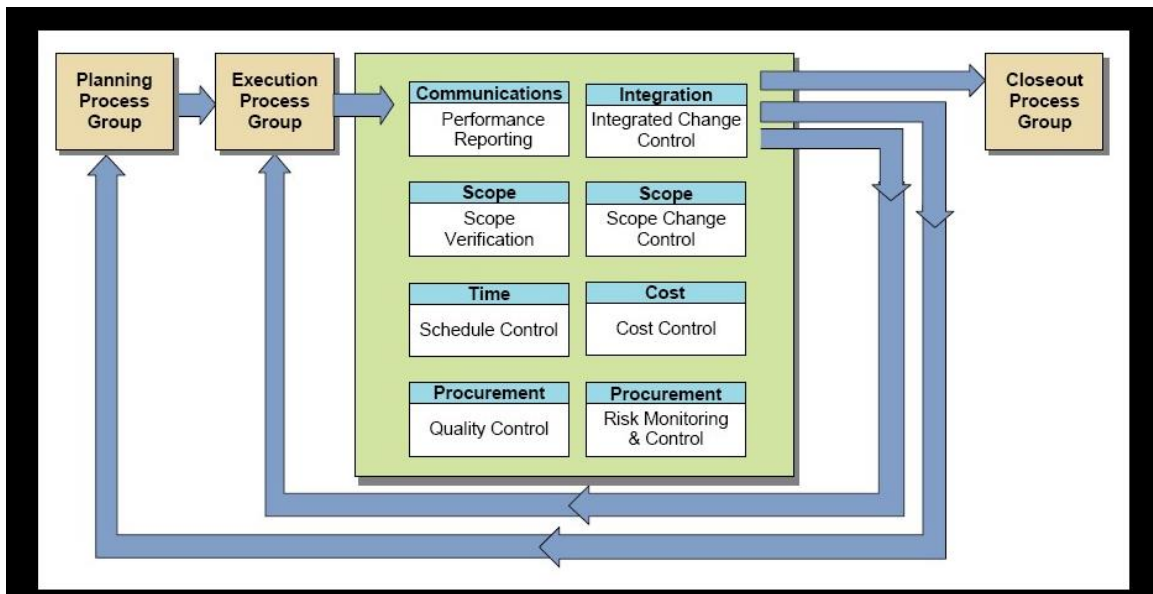 Planning
Process
Group
Execution
Process
Group
Communications
Performance
Reporting
Integration
Integrated Change
Control
Scope
Scope
Verification
Scope
Scope Change
Control
Time
Schedule Control
Cost
Cost Control
Procurement
Quality Control
Procurement
Risk Monitoring
& Control
Closeout
Process
Group